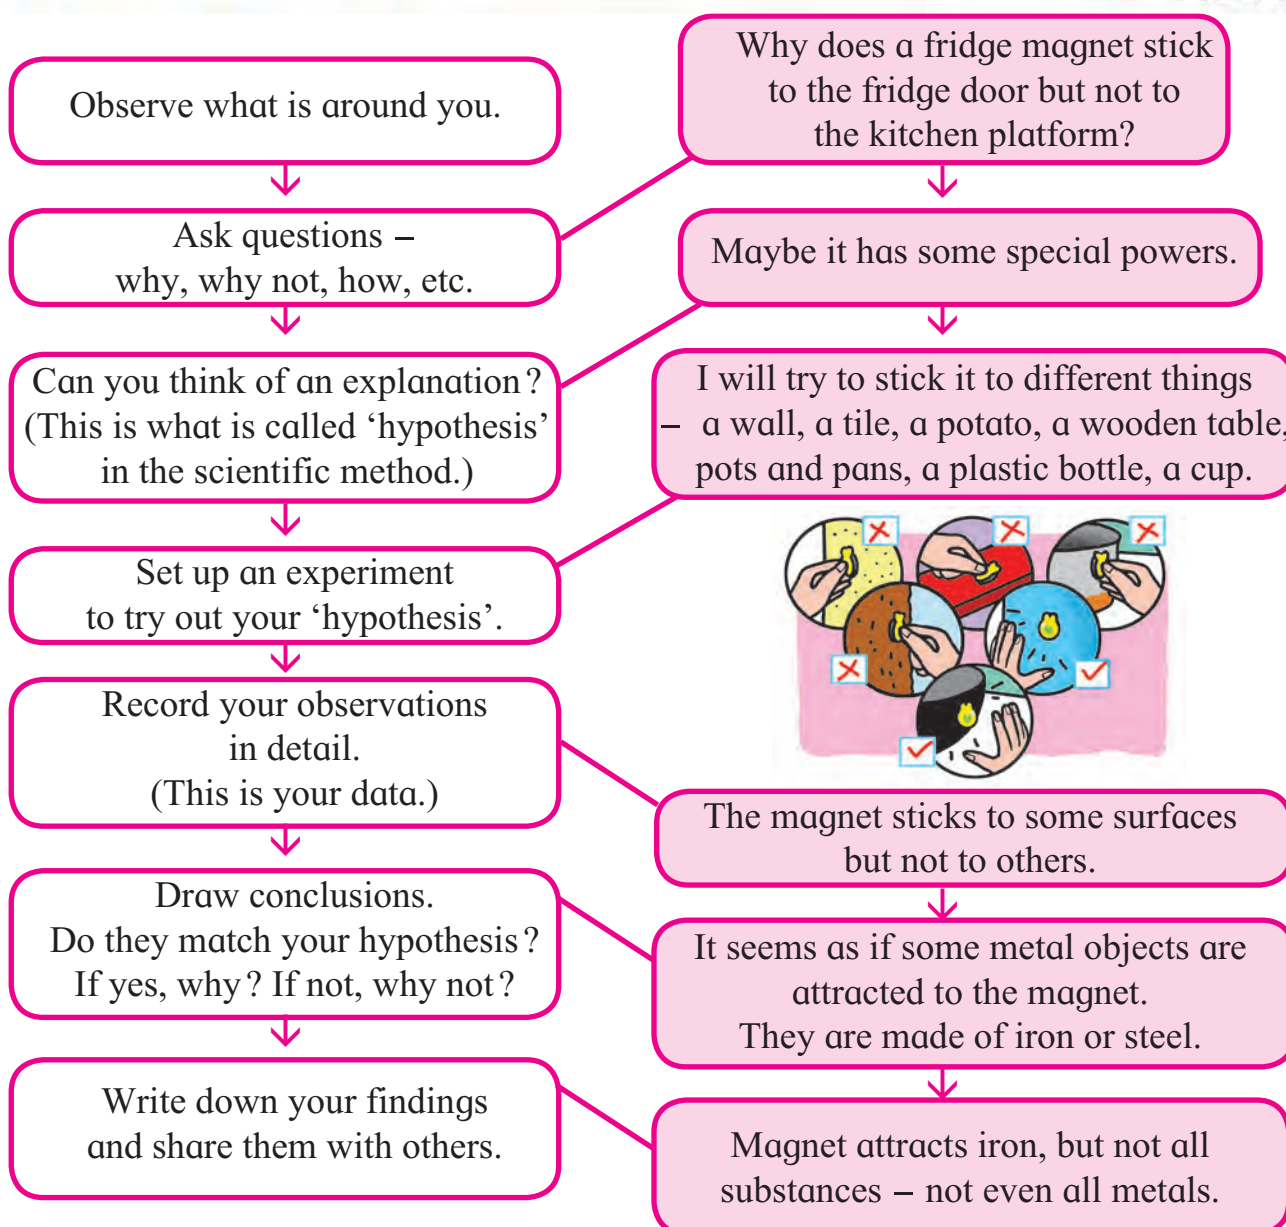 Observe what is around you.
Ask questions –
why, why not, how, etc.
Can you think of an explanation?
(This is what is called ‘hypothesis’
in the scientific method.)
Set up an experiment
to try out your ‘hypothesis’.
Record your observations
in detail.
(This is your data.)
Draw conclusions.
Do they match your hypothesis?
If yes, why? If not, why not?
Write down your findings
and share them with others.
Why does a fridge magnet stick
to the fridge door but not to
the kitchen platform?
Maybe it has some special powers.
I will try to stick it to different things
– a wall, a tile, a potato, a wooden table,
pots and pans, a plastic bottle, a cup.
The magnet sticks to some surfaces
but not to others.
It seems as if some metal objects are
attracted to the magnet.
They are made of iron or steel.
Magnet attracts iron, but not all
substances – not even all metals.